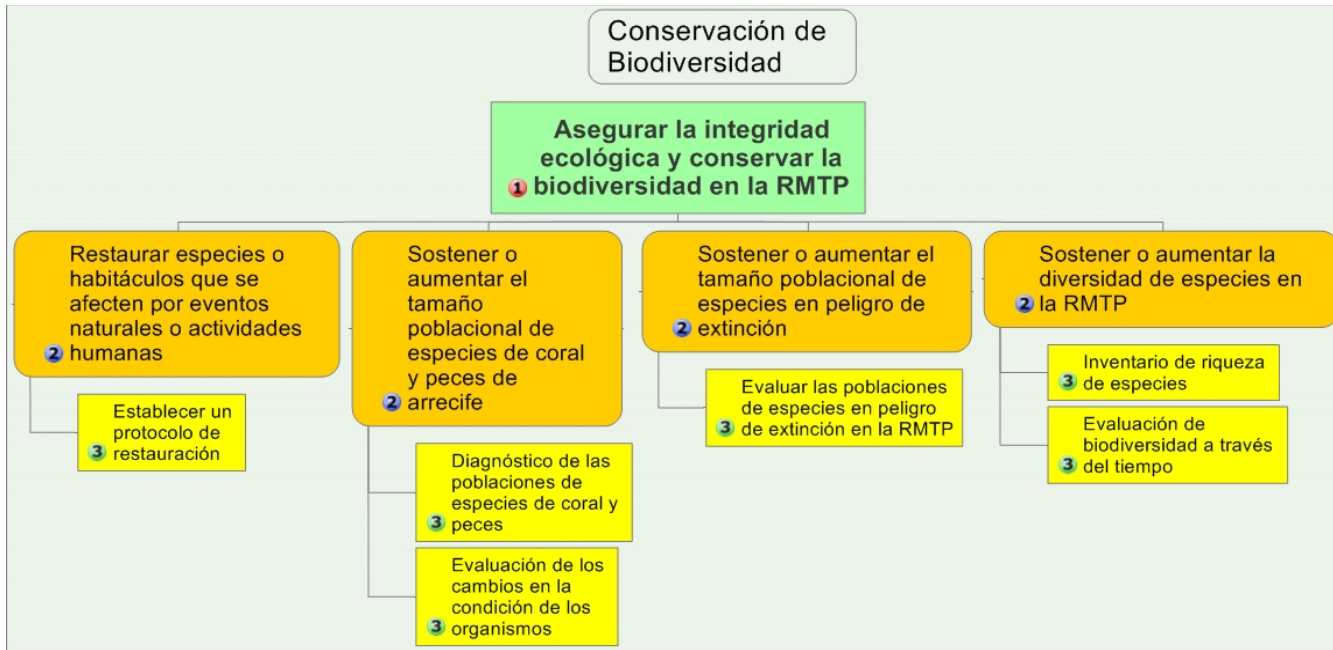 Conservación de
Biodiversidad
Asegurar la integridad
ecológica y conservar la
1 biodiversidad en la RMTP
Restaurar especies o
habitáculos que se
afecten por eventos
naturales o actividades
2 humanas
Establecer un
protocolo de
3 restauración
Sostener o
aumentar el
tamaño
poblacional de
especies de coral
y peces de
2 arrecife
Diagnóstico de las
poblaciones de
especies de coral y
3 peces
Evaluación de los
cambios en la
condición de los
3 organismos
Sostener o aumentar el
tamaño poblacional de
especies en peligro de
2 extinción
Evaluar las poblaciones
de especies en peligro
3 de extinción en la RMTP
Sostener o aumentar la
diversidad de especies en
2 la RMTP
Inventario de riqueza
3 de especies
Evaluación de
biodiversidad a través
3 del tiempo